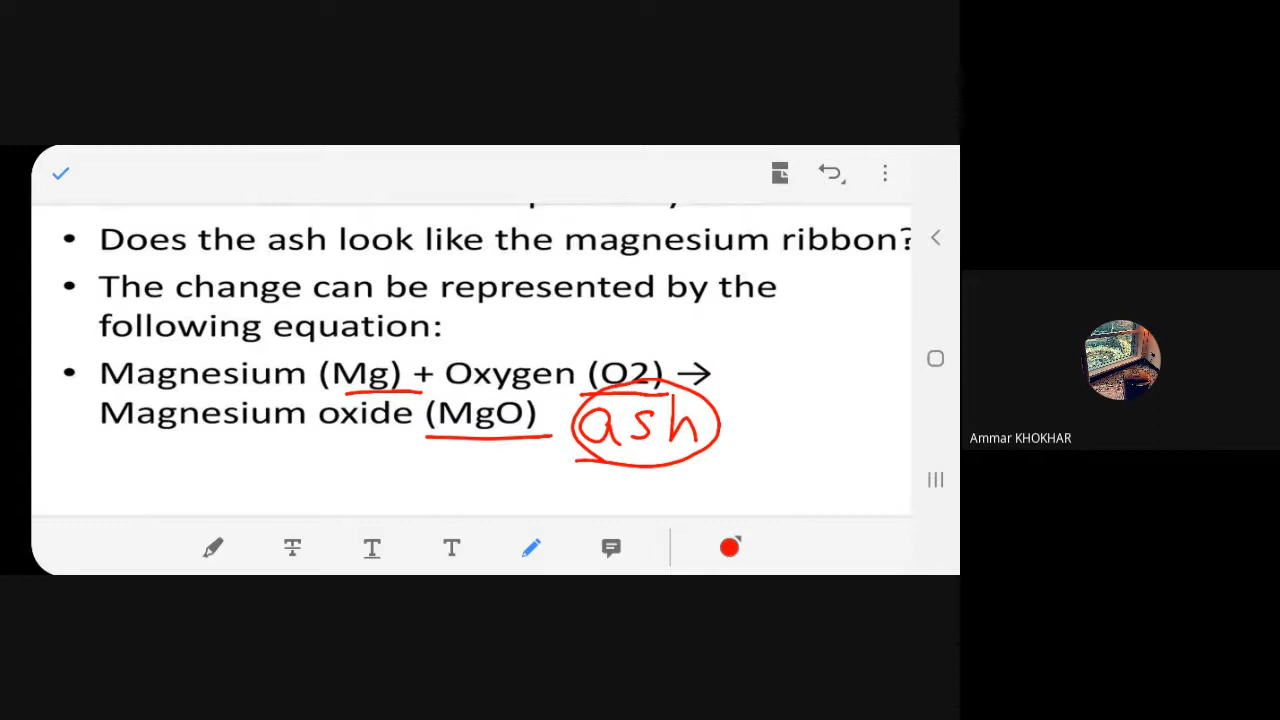 • Does the ash look like the magnesium ribbon?
• The change can be represented by the
following equation:
• Magnesium (Mg) + Oxygen (O2) →
Magnesium oxide (MgO) ash
Ammar KHOKHAR